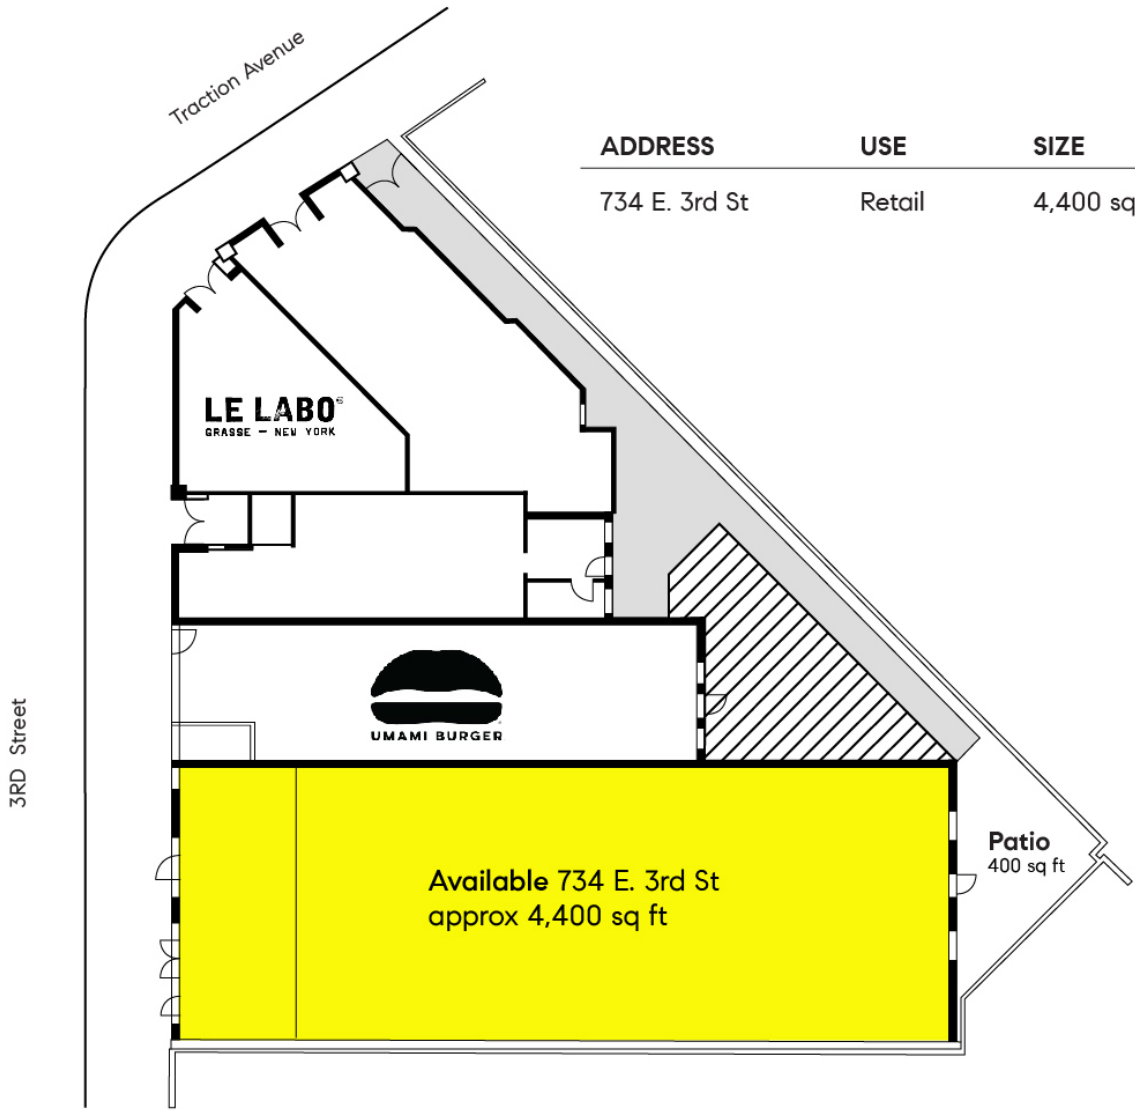 Traction Avenue
ADDRESS USE SIZE
734 E. 3rd St Retail 4,400 sq
LE LABO
GRASSE — NEW YORK
3RD Street
UMAMI BURGER
Available 734 E. 3rd St
approx 4,400 sq ft
Patio
400 sq ft